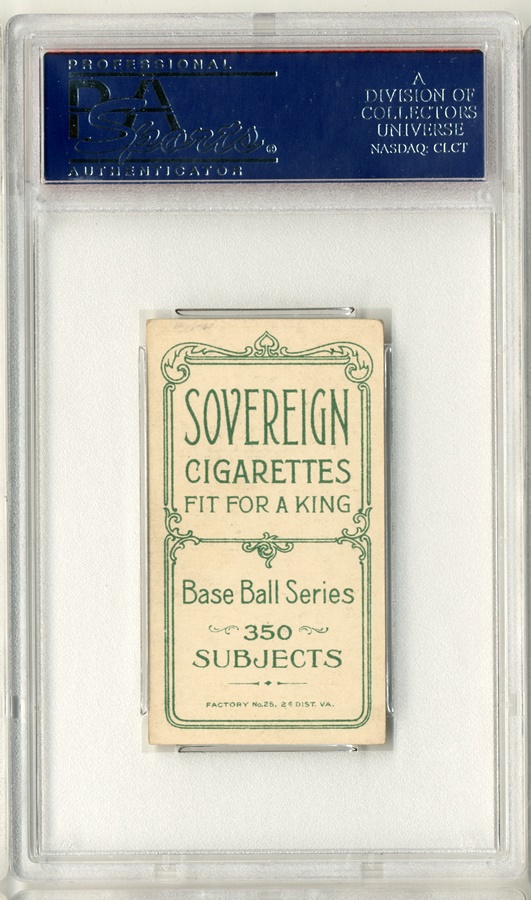 PROFESSIONAL
PSA
Sports®
AUTHENTICATOR
A
DIVISION OF
COLLECTORS
UNIVERSE
NASDAQ: CLCT
SOVEREIGN
CIGARETTES
FIT FOR A KING
Base Ball Series
350
SUBJECTS
FACTORY No. 25, 2d DIST. VA.